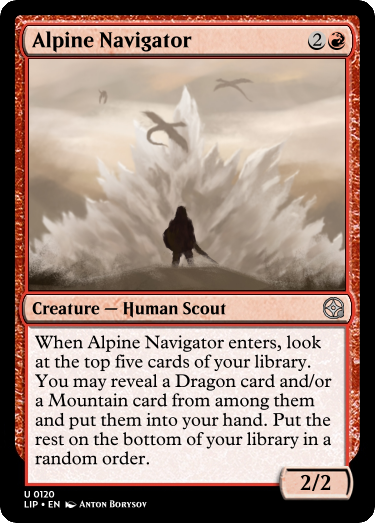 Alpine Navigator 2
Creature — Human Scout
When Alpine Navigator enters, look
at the top five cards of your library.
You may reveal a Dragon card and/or
a Mountain card from among them
and put them into your hand. Put the
rest on the bottom of your library in a
random order.
2/2
U 0120
LIP • EN Anton Borysov